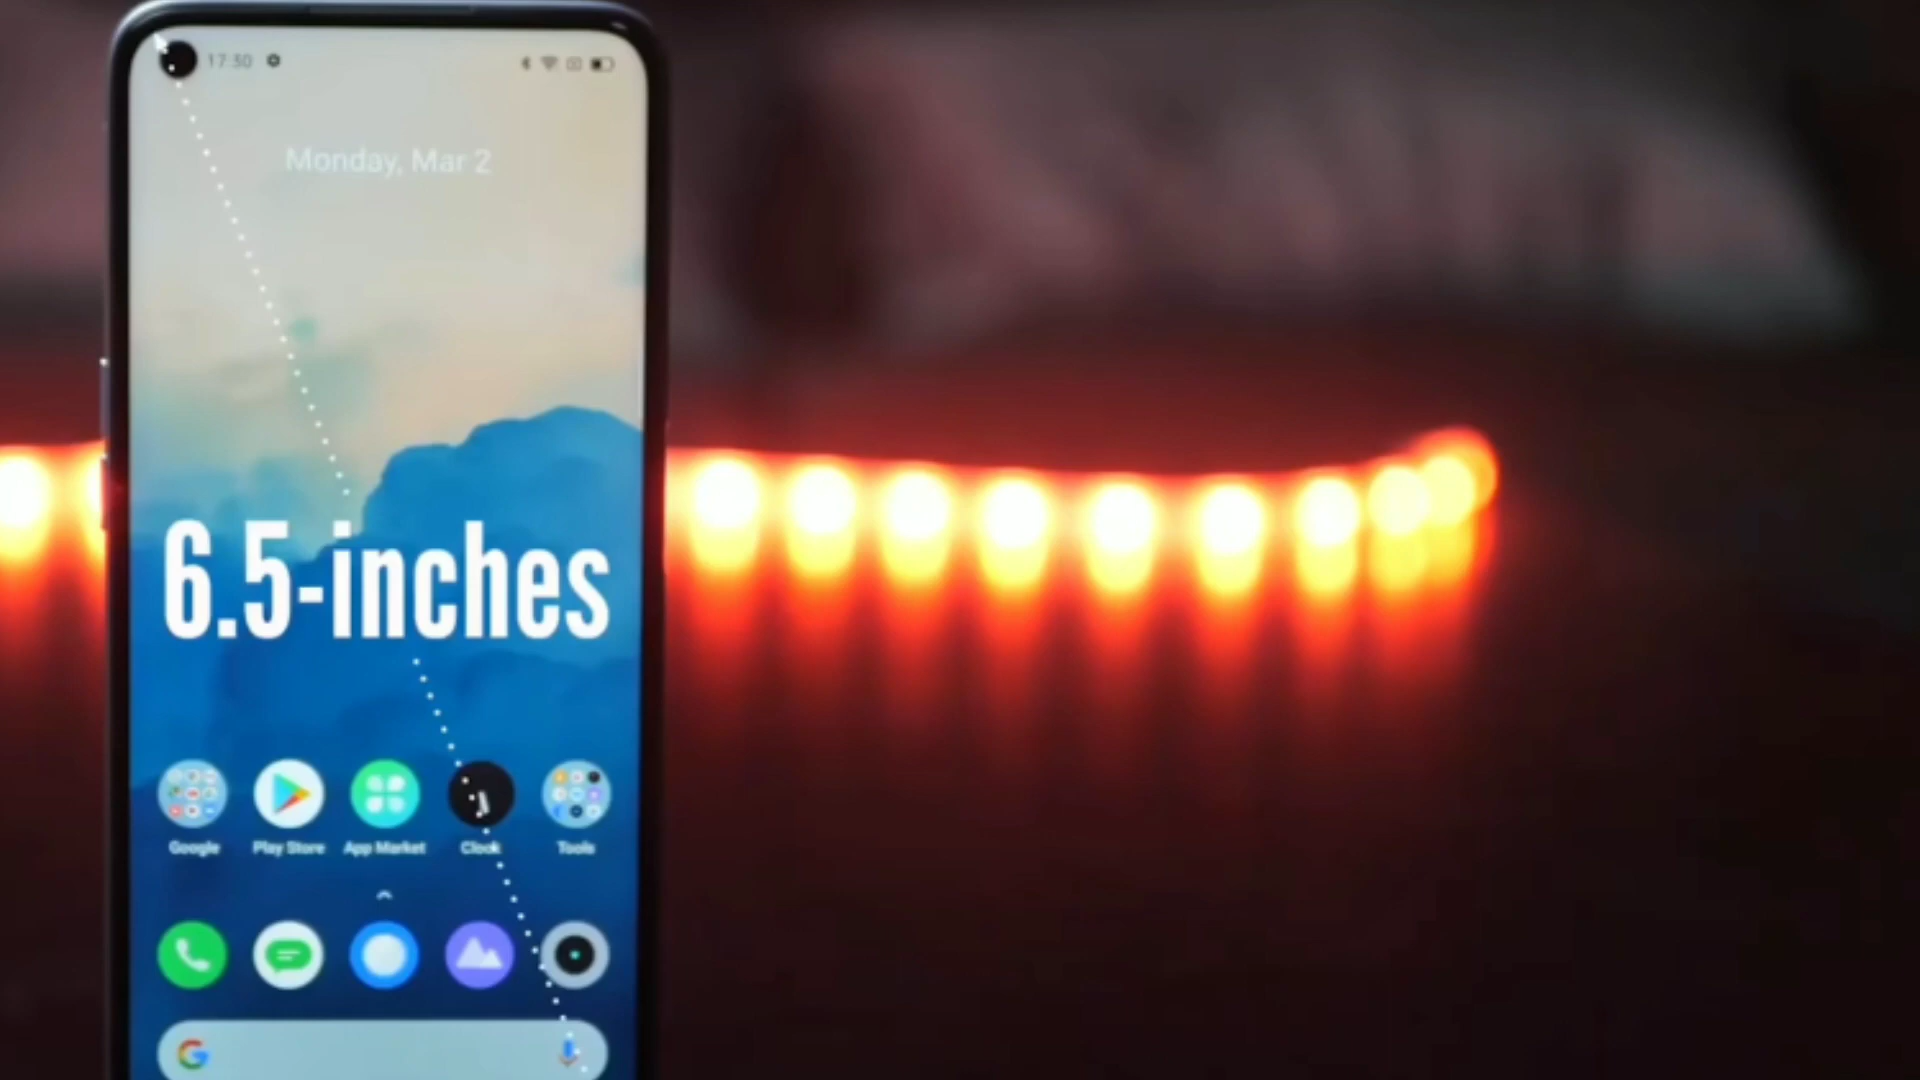 17:30
Monday, Mar 2
6.5-inches
Google Play Store App Market Clock Tools
G